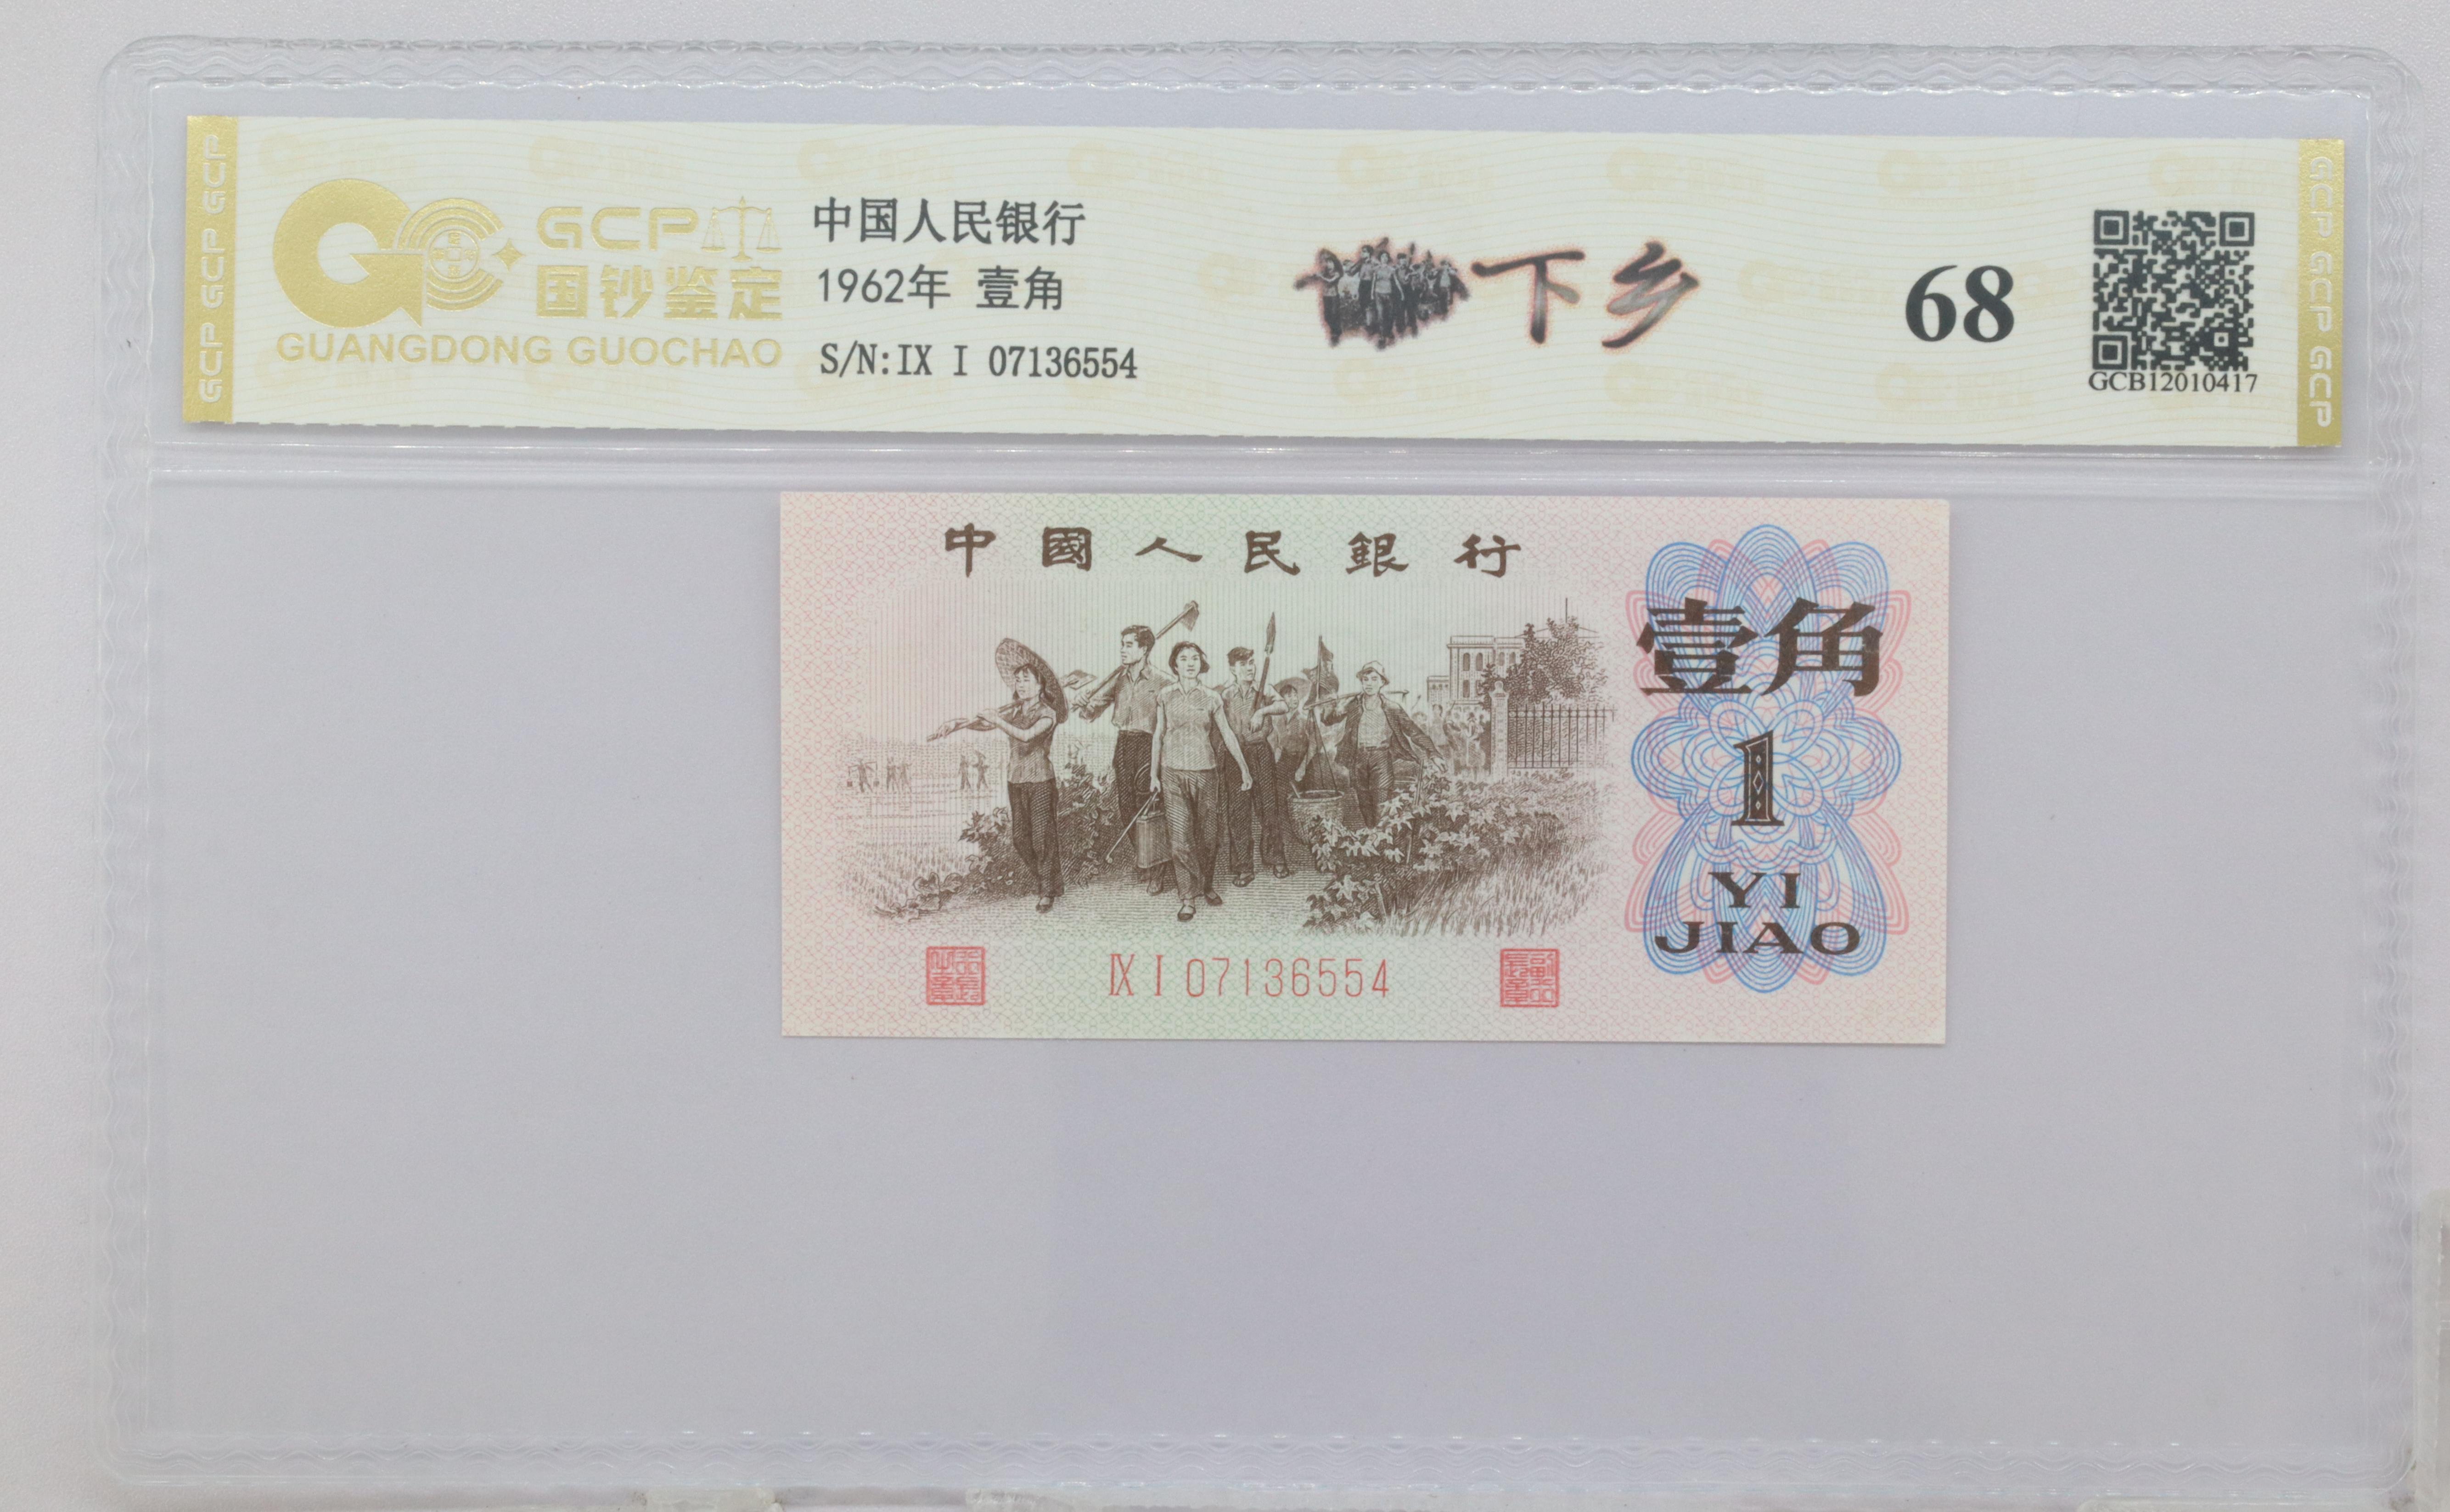 GCP GCP GCP
GCP
国钞鉴定
GUANGDONG GUOCHAO
中国人民银行
1962年 壹角
S/N:IX I 07136554
下乡
68
GCB12010417
GCP GCP GCP
中國人民銀行
壹角
1
YI
JIAO
IX I 07136554